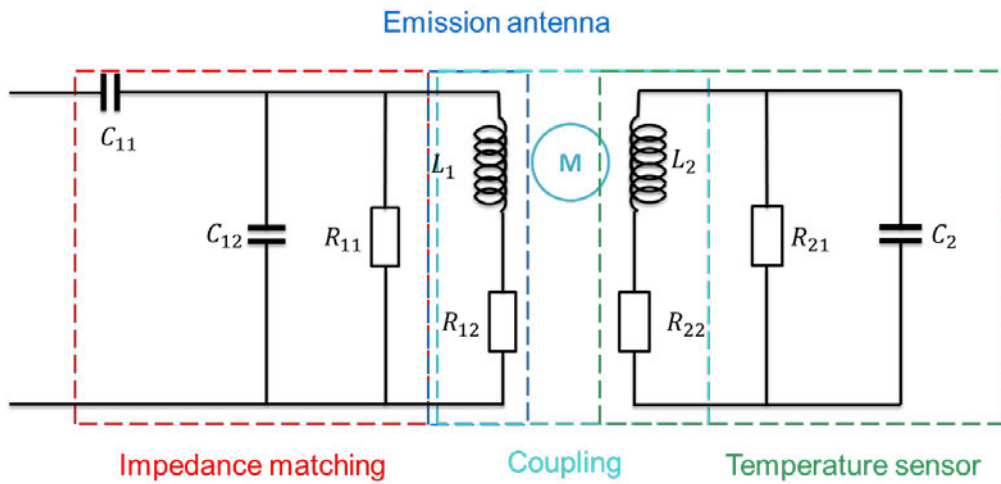 Emission antenna
C₁₁
L₁
M
L₂
C₁₂
R₁₁
R₂₁
C₂
R₁₂
R₂₂
Impedance matching
Coupling
Temperature sensor